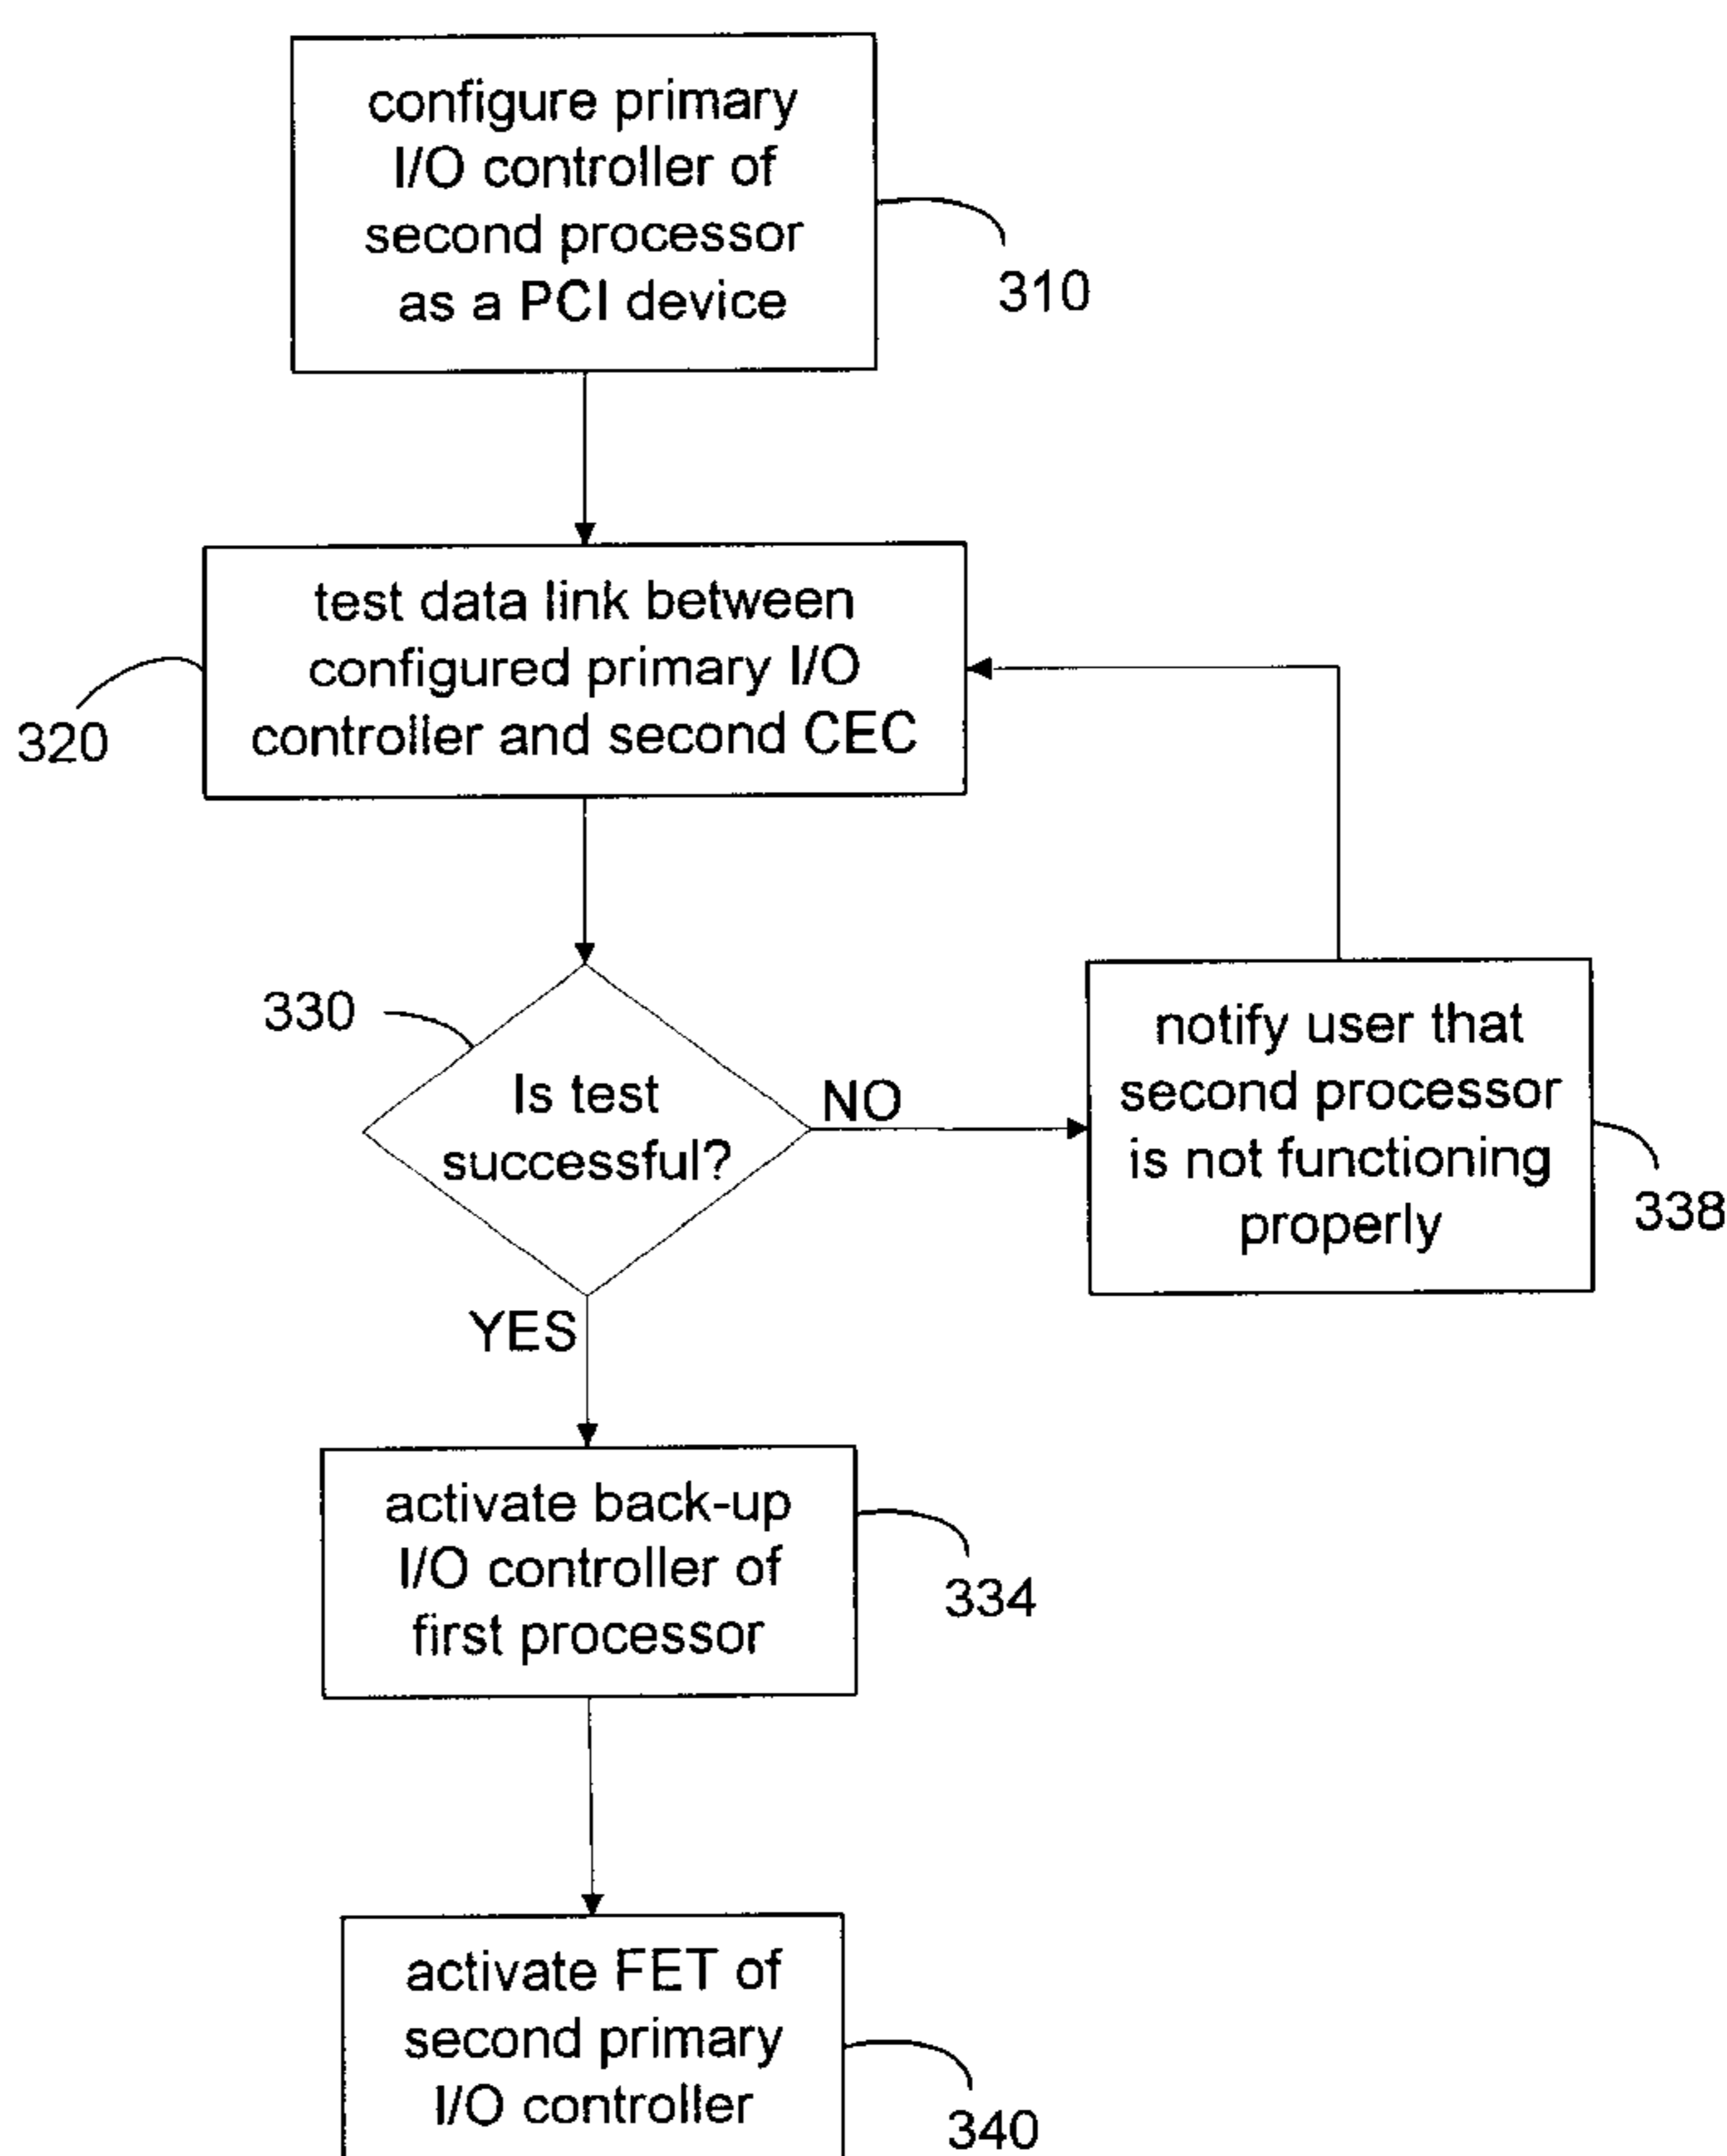 configure primary
I/O controller of
second processor
as a PCI device
310
test data link between
configured primary I/O
controller and second CEC
320
330
Is test
successful?
NO
notify user that
second processor
is not functioning
properly
338
YES
activate back-up
I/O controller of
first processor
334
activate FET of
second primary
I/O controller
340